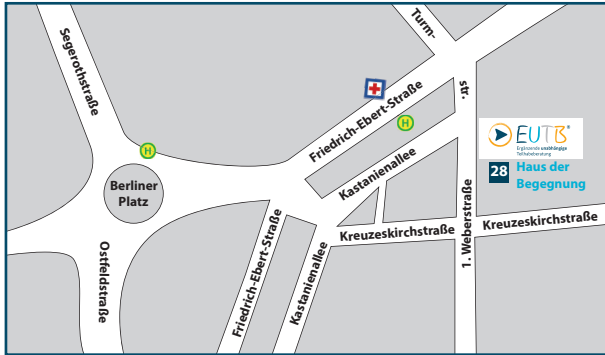 Turm-
str.
Segerothstraße
H
Friedrich-Ebert-Straße
H
Kastanienallee
EUTB®
Ergänzende unabhängige
Teilhabeberatung
28 Haus der
Begegnung
Berliner
Platz
Kreuzeskirchstraße
Kreuzeskirchstraße
1. Weberstraße
Ostfeldstraße
Friedrich-Ebert-Straße
Kastanienallee